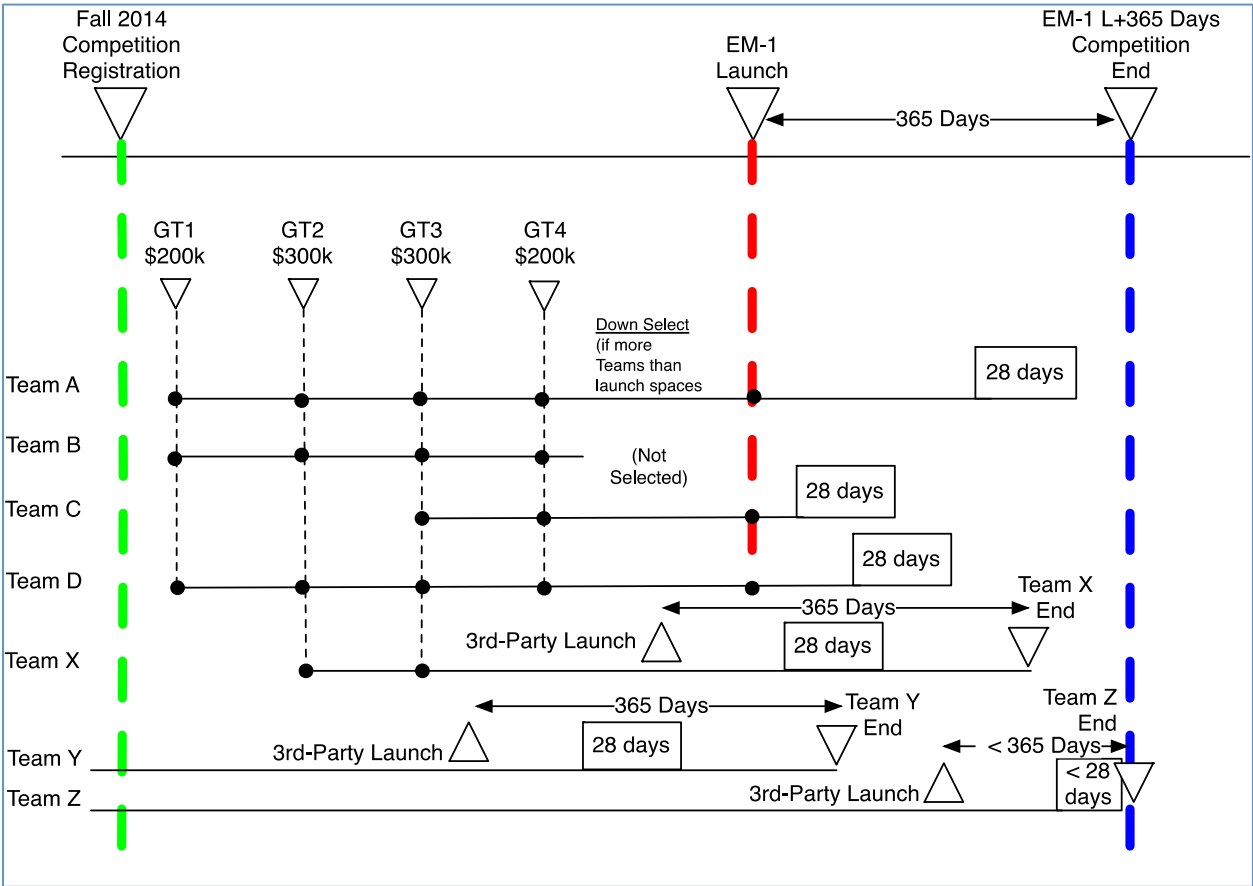 Fall 2014
Competition
Registration
EM-1
Launch
EM-1 L+365 Days
Competition
End
365 Days
GT1
$200k
GT2
$300k
GT3
$300k
GT4
$200k
Down Select
(if more
Teams than
launch spaces
Team A
28 days
Team B
(Not
Selected)
Team C
28 days
Team D
28 days
365 Days
Team X
End
3rd-Party Launch
28 days
Team X
365 Days
Team Y
End
Team Z
End
3rd-Party Launch
28 days
< 365 Days
Team Y
3rd-Party Launch
< 28
days
Team Z